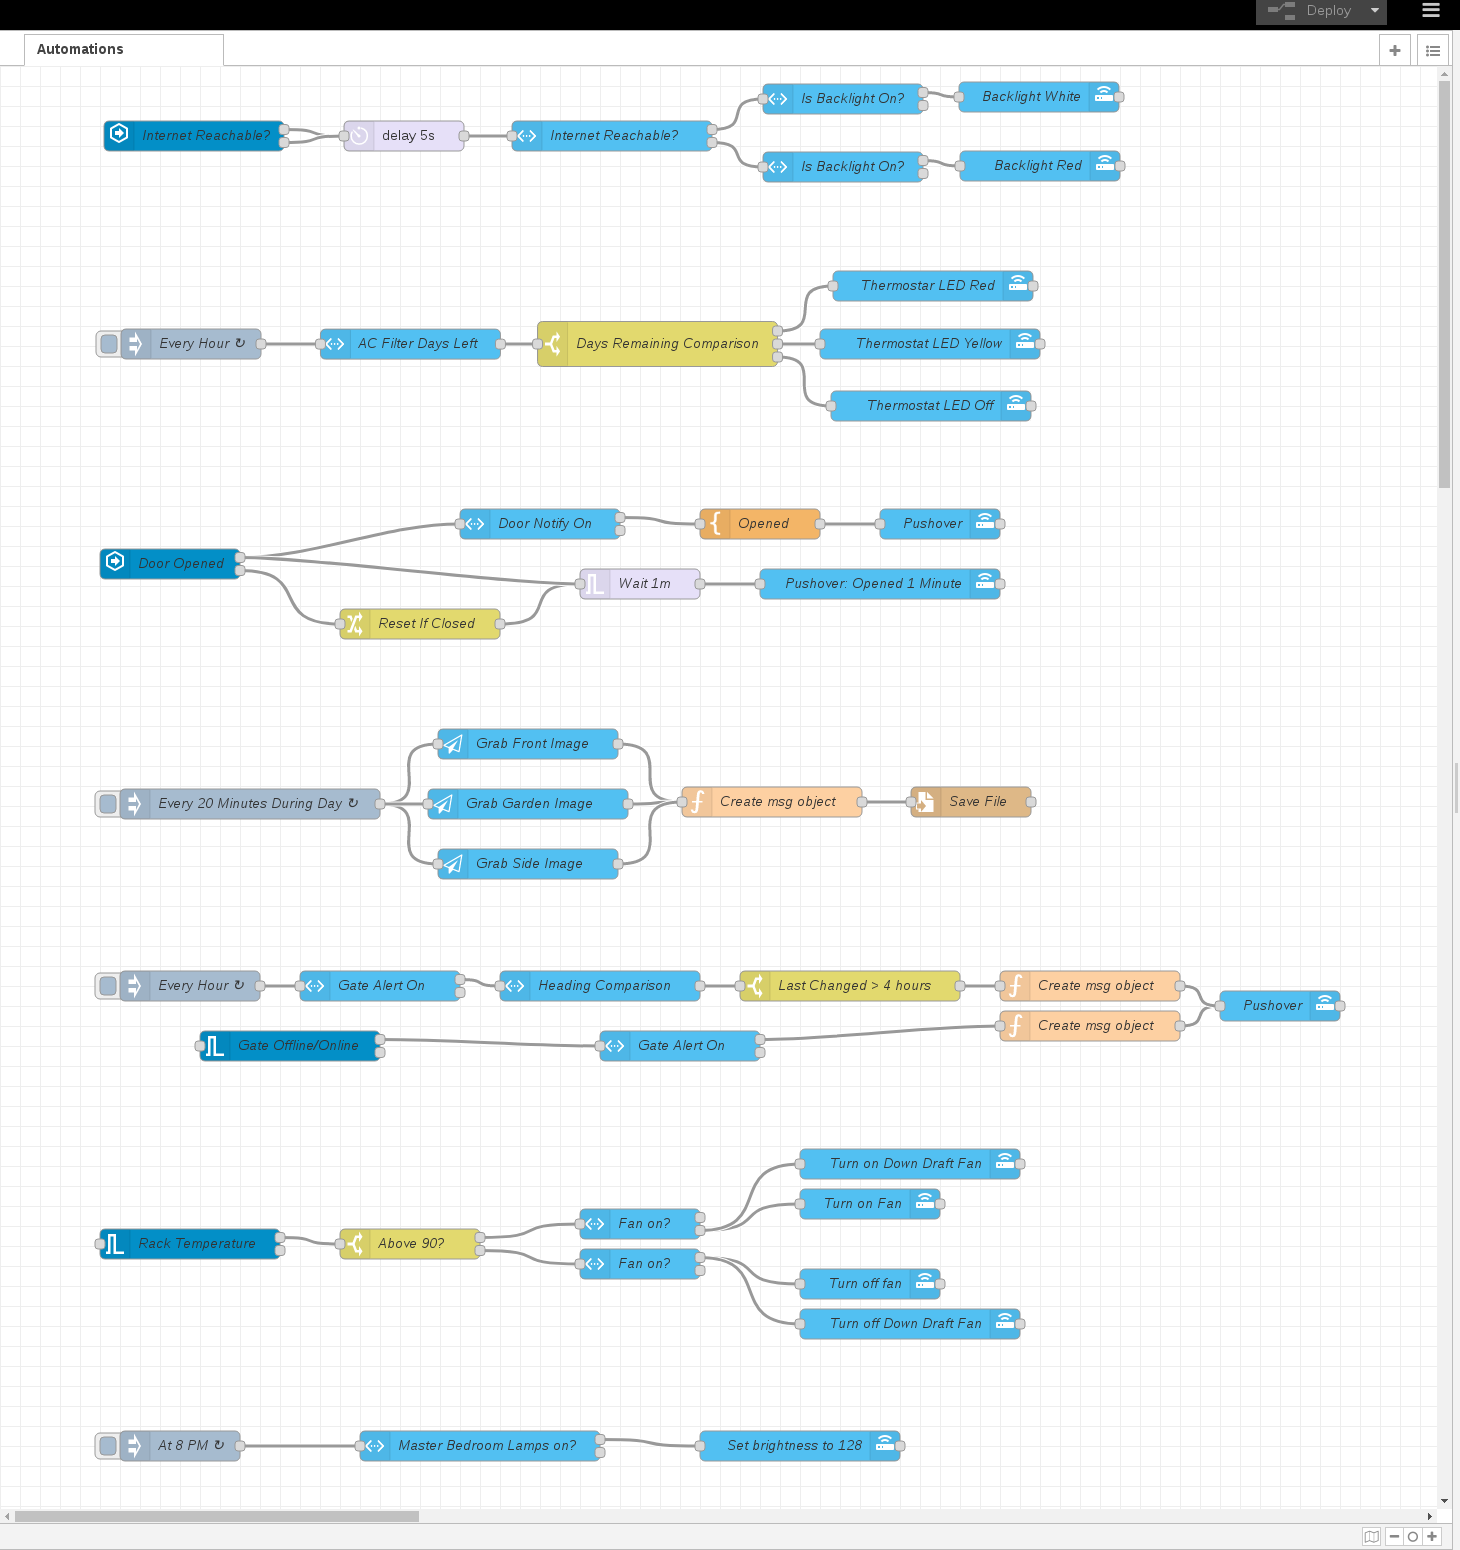 Deploy
Automations
Is Backlight On?
Backlight White
Internet Reachable?
delay 5s
Internet Reachable?
Is Backlight On?
Backlight Red
Thermostar LED Red
Every Hour ↻
AC Filter Days Left
Days Remaining Comparison
Thermostat LED Yellow
Thermostat LED Off
Door Notify On
Opened
Pushover
Door Opened
Wait 1m
Pushover: Opened 1 Minute
Reset If Closed
Grab Front Image
Every 20 Minutes During Day ↻
Grab Garden Image
Create msg object
Save File
Grab Side Image
Every Hour ↻
Gate Alert On
Heading Comparison
Last Changed > 4 hours
Create msg object
Pushover
Create msg object
Gate Offline/Online
Gate Alert On
Turn on Down Draft Fan
Turn on Fan
Fan on?
Rack Temperature
Above 90?
Fan on?
Turn off fan
Turn off Down Draft Fan
At 8 PM ↻
Master Bedroom Lamps on?
Set brightness to 128